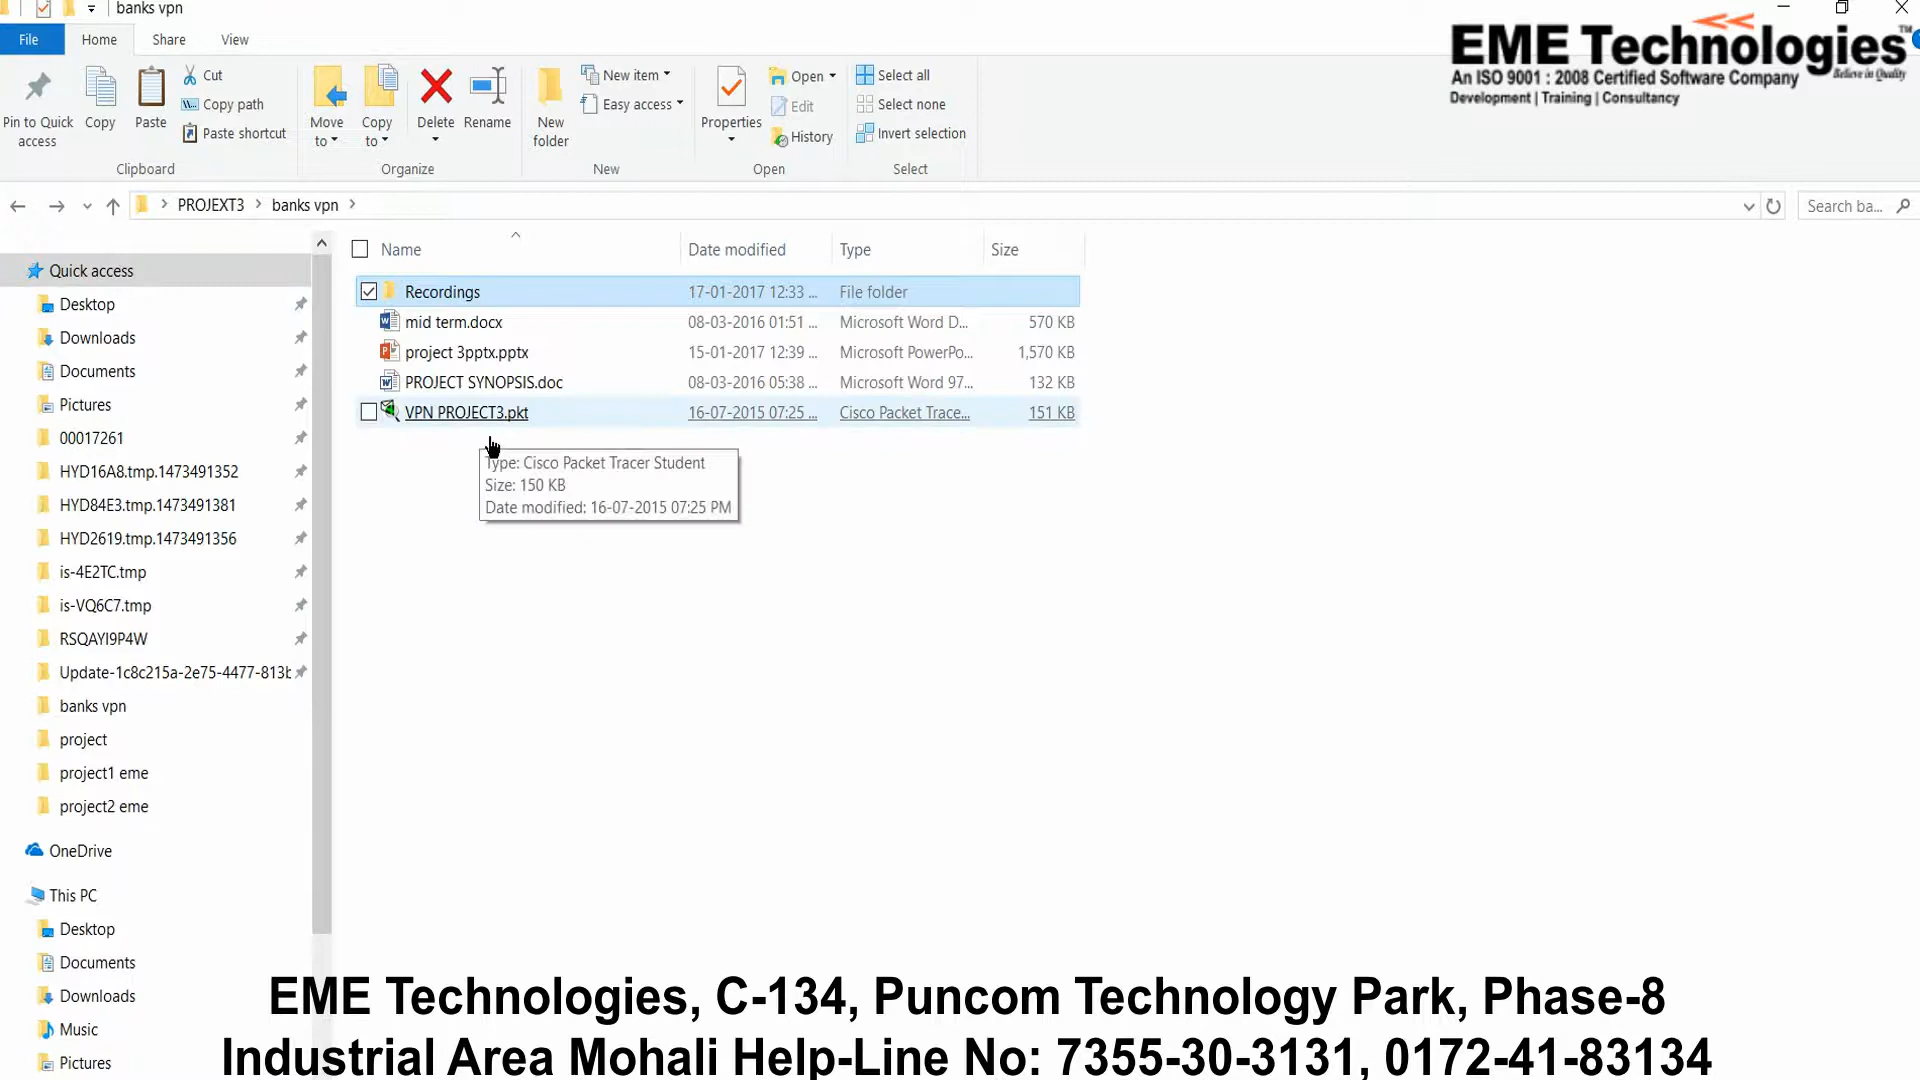 banks vpn
File Home Share View
EME Technologies™
Believe in Quality
An ISO 9001 : 2008 Certified Software Company
Development | Training | Consultancy
Pin to Quick access
Copy
Paste
Cut
Copy path
Paste shortcut
Clipboard
Move to
Copy to
Delete
Rename
Organize
New folder
New item
Easy access
New
Properties
Open
Edit
History
Open
Select all
Select none
Invert selection
Select
PROJEXT3 > banks vpn >
Search ba...
Name Date modified Type Size
Recordings 17-01-2017 12:33 ... File folder
mid term.docx 08-03-2016 01:51 ... Microsoft Word D... 570 KB
project 3pptx.pptx 15-01-2017 12:39 ... Microsoft PowerPo... 1,570 KB
PROJECT SYNOPSIS.doc 08-03-2016 05:38 ... Microsoft Word 97... 132 KB
VPN PROJECT3.pkt 16-07-2015 07:25 ... Cisco Packet Trace... 151 KB
Type: Cisco Packet Tracer Student
Size: 150 KB
Date modified: 16-07-2015 07:25 PM
Quick access
Desktop
Downloads
Documents
Pictures
00017261
HYD16A8.tmp.1473491352
HYD84E3.tmp.1473491381
HYD2619.tmp.1473491356
is-4E2TC.tmp
is-VQ6C7.tmp
RSQAYI9P4W
Update-1c8c215a-2e75-4477-813b
banks vpn
project
project1 eme
project2 eme
OneDrive
This PC
Desktop
Documents
Downloads
Music
Pictures
EME Technologies, C-134, Puncom Technology Park, Phase-8
Industrial Area Mohali Help-Line No: 7355-30-3131, 0172-41-83134